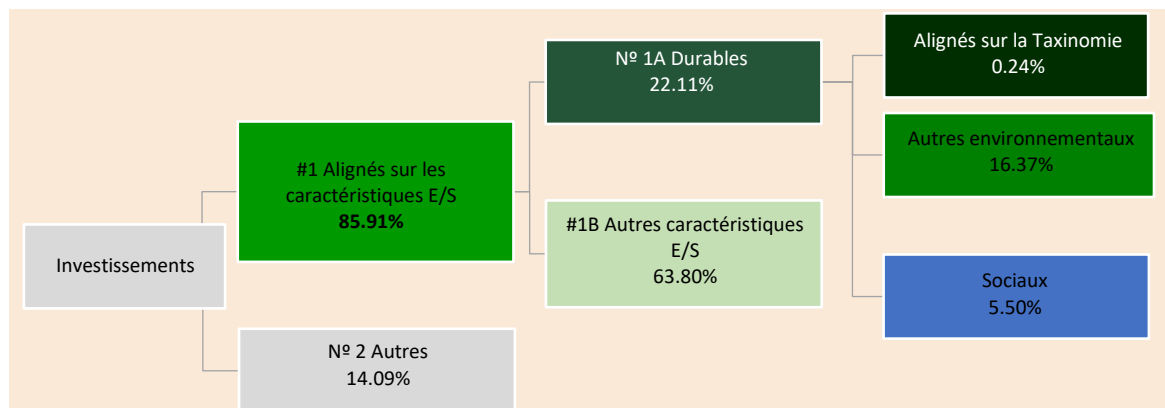 Investissements
#1 Alignés sur les
caractéristiques E/S
85.91%
Nº 2 Autres
14.09%
Nº 1A Durables
22.11%
#1B Autres caractéristiques
E/S
63.80%
Alignés sur la Taxinomie
0.24%
Autres environnementaux
16.37%
Sociaux
5.50%